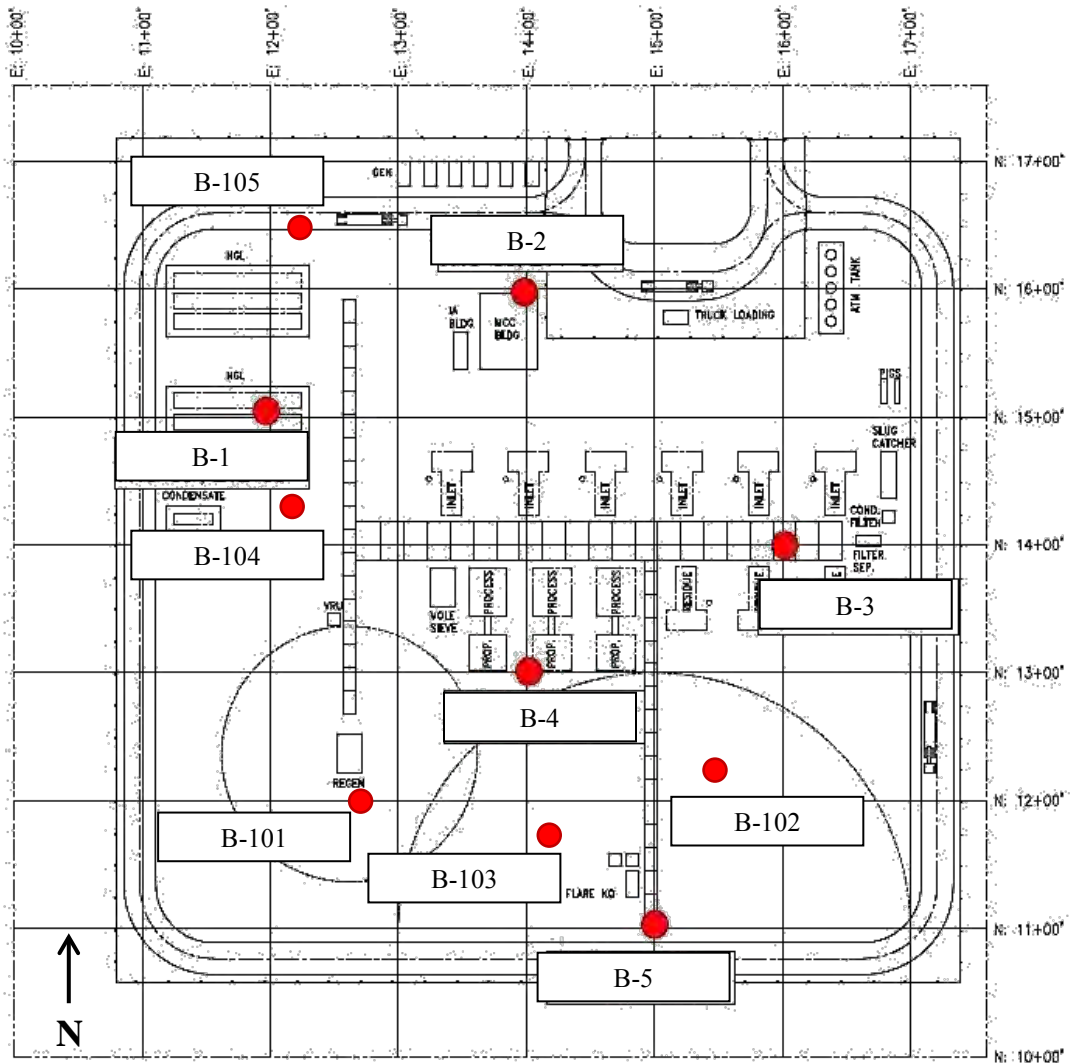 E: 10+00"
E: 11+00"
E: 12+00"
E: 13+00"
E: 14+00"
E: 15+00"
E: 16+00"
E: 17+00"
N: 17+00"
GEN
B-105
B-2
NGL
ATM. TANK
N: 16+00"
TRUCK LOADING
IA
BLDG.
MCC
BLDG
NGL
PIGS
N: 15+00"
SLUG
CATCHER
B-1
INLET
INLET
INLET
INLET
INLET
INLET
CONDENSATE
COND.
FILTER
N: 14+00"
B-104
FILTER
SEP.
VRU
MOLE
SIEVE
PROCESS
PROCESS
PROCESS
RESIDUE
B-3
PROP.
PROP.
PROP.
N: 13+00"
B-4
REGEN
N: 12+00"
B-101
B-102
B-103
FLARE KO
N: 11+00"
B-5
N
N: 10+00"